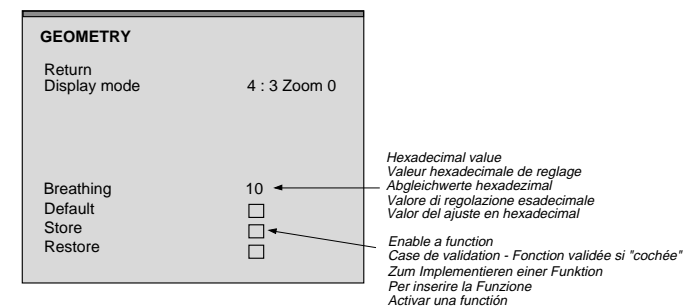 GEOMETRY
Return
Display mode 4 : 3 Zoom 0
Breathing 10
Default
Store
Restore
Hexadecimal value
Valeur hexadecimale de reglage
Abgleichwerte hexadezimal
Valore di regolazione esadecimale
Valor del ajuste en hexadecimal
Enable a function
Case de validation - Fonction validée si "cochée"
Zum Implementieren einer Funktion
Per inserire la Funzione
Activar una functión